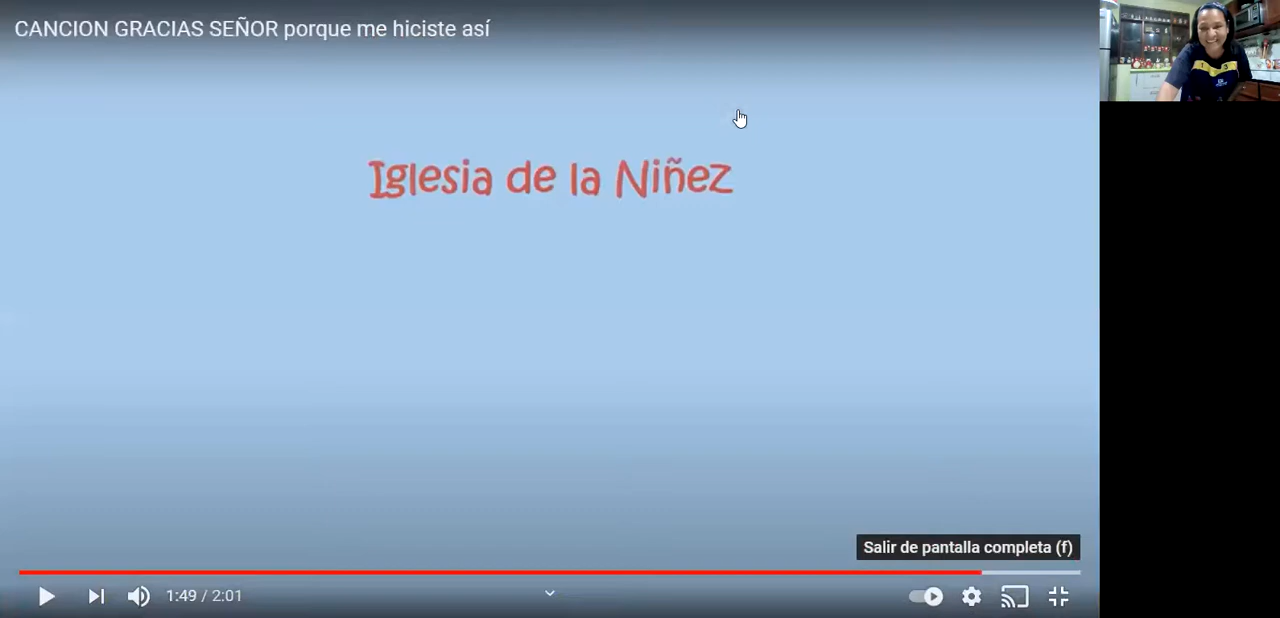 CANCION GRACIAS SEÑOR porque me hiciste así
Iglesia de la Niñez
Salir de pantalla completa (f)
1:49 / 2:01